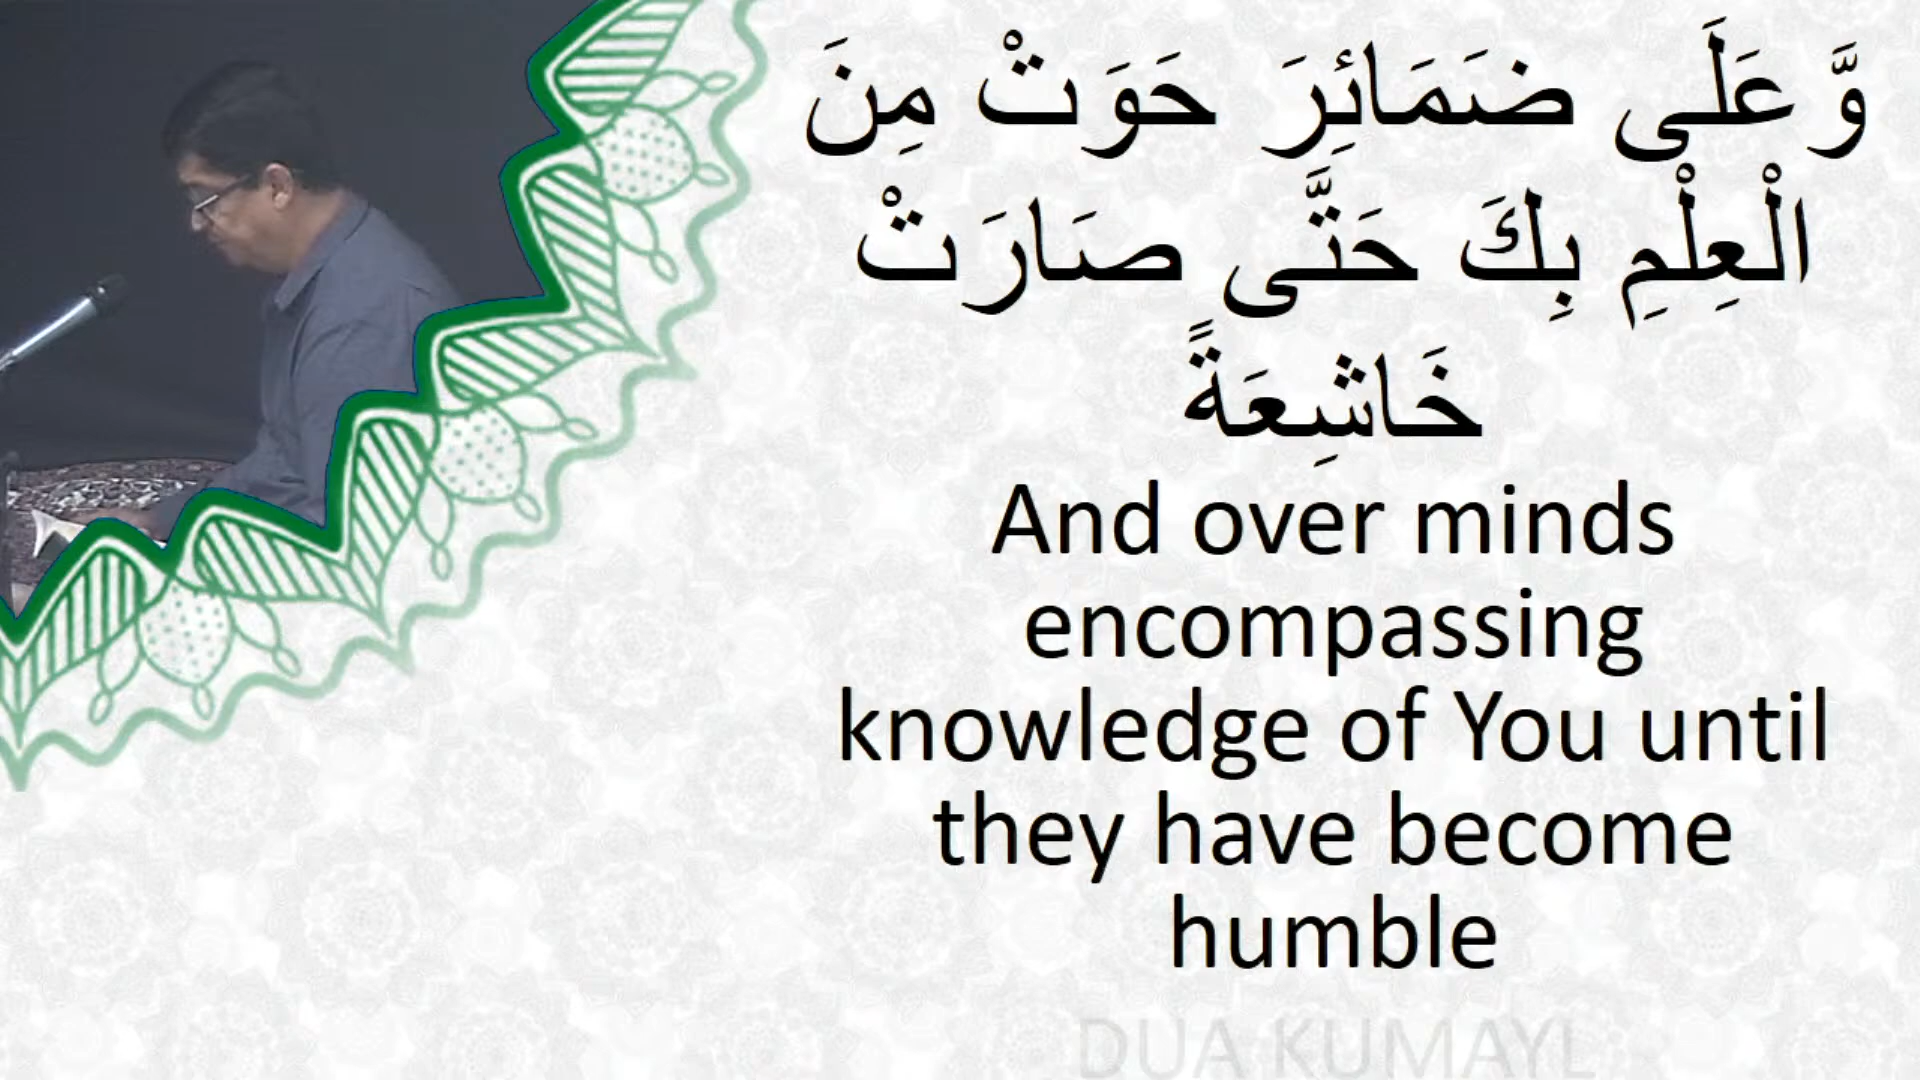 وَّعَلَى ضَمَائِرَ حَوَتْ مِنَ
الْعِلْمِ بِكَ حَتَّى صَارَتْ
خَاشِعَةً
And over minds
encompassing
knowledge of You until
they have become
humble
DUA KUMAYL